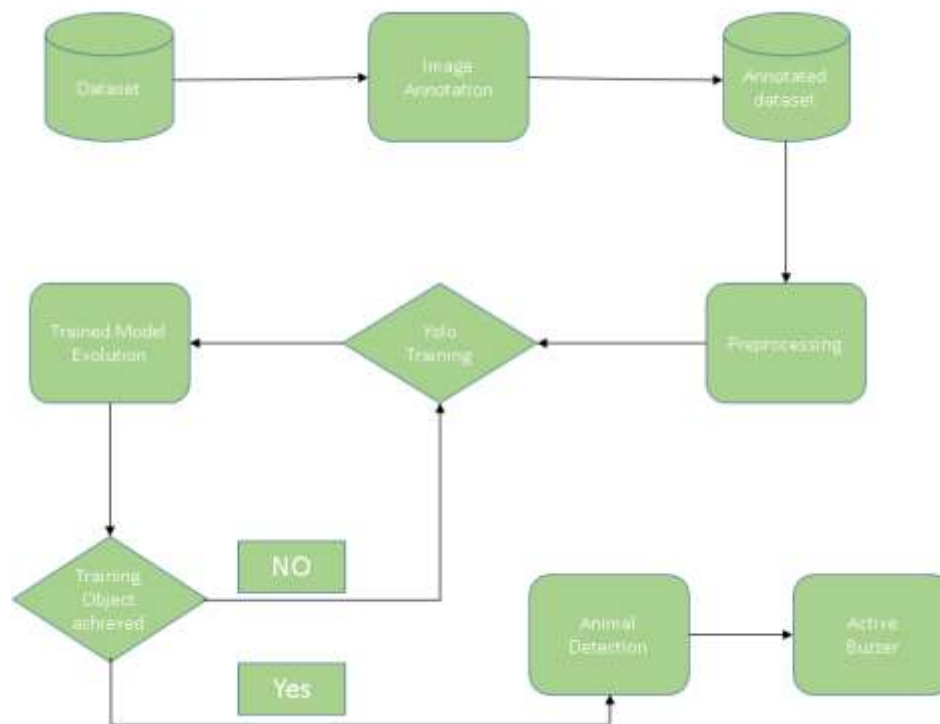 Dataset
Image
Annotation
Annotated
dataset
Preprocessing
Yolo
Training
Trained Model
Evolution
Training
Object
achieved
NO
Yes
Animal
Detection
Active
Buzzer